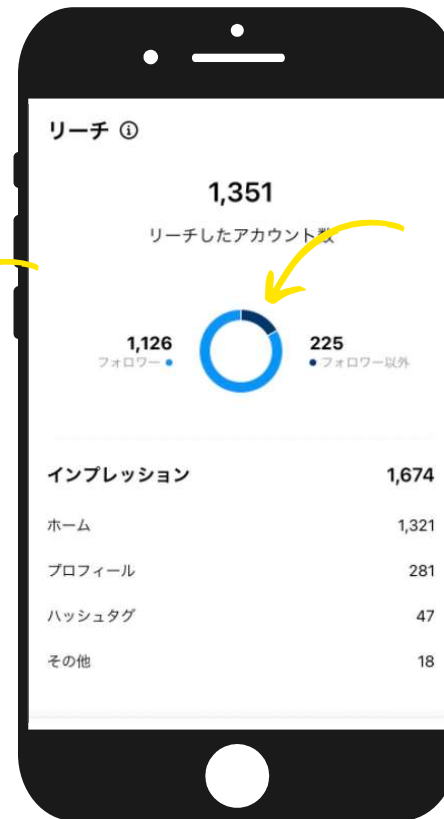 リーチ
1,351
リーチしたアカウント数
1,126
フォロワー
225
フォロワー以外
インプレッション 1,674
ホーム 1,321
プロフィール 281
ハッシュタグ 47
その他 18